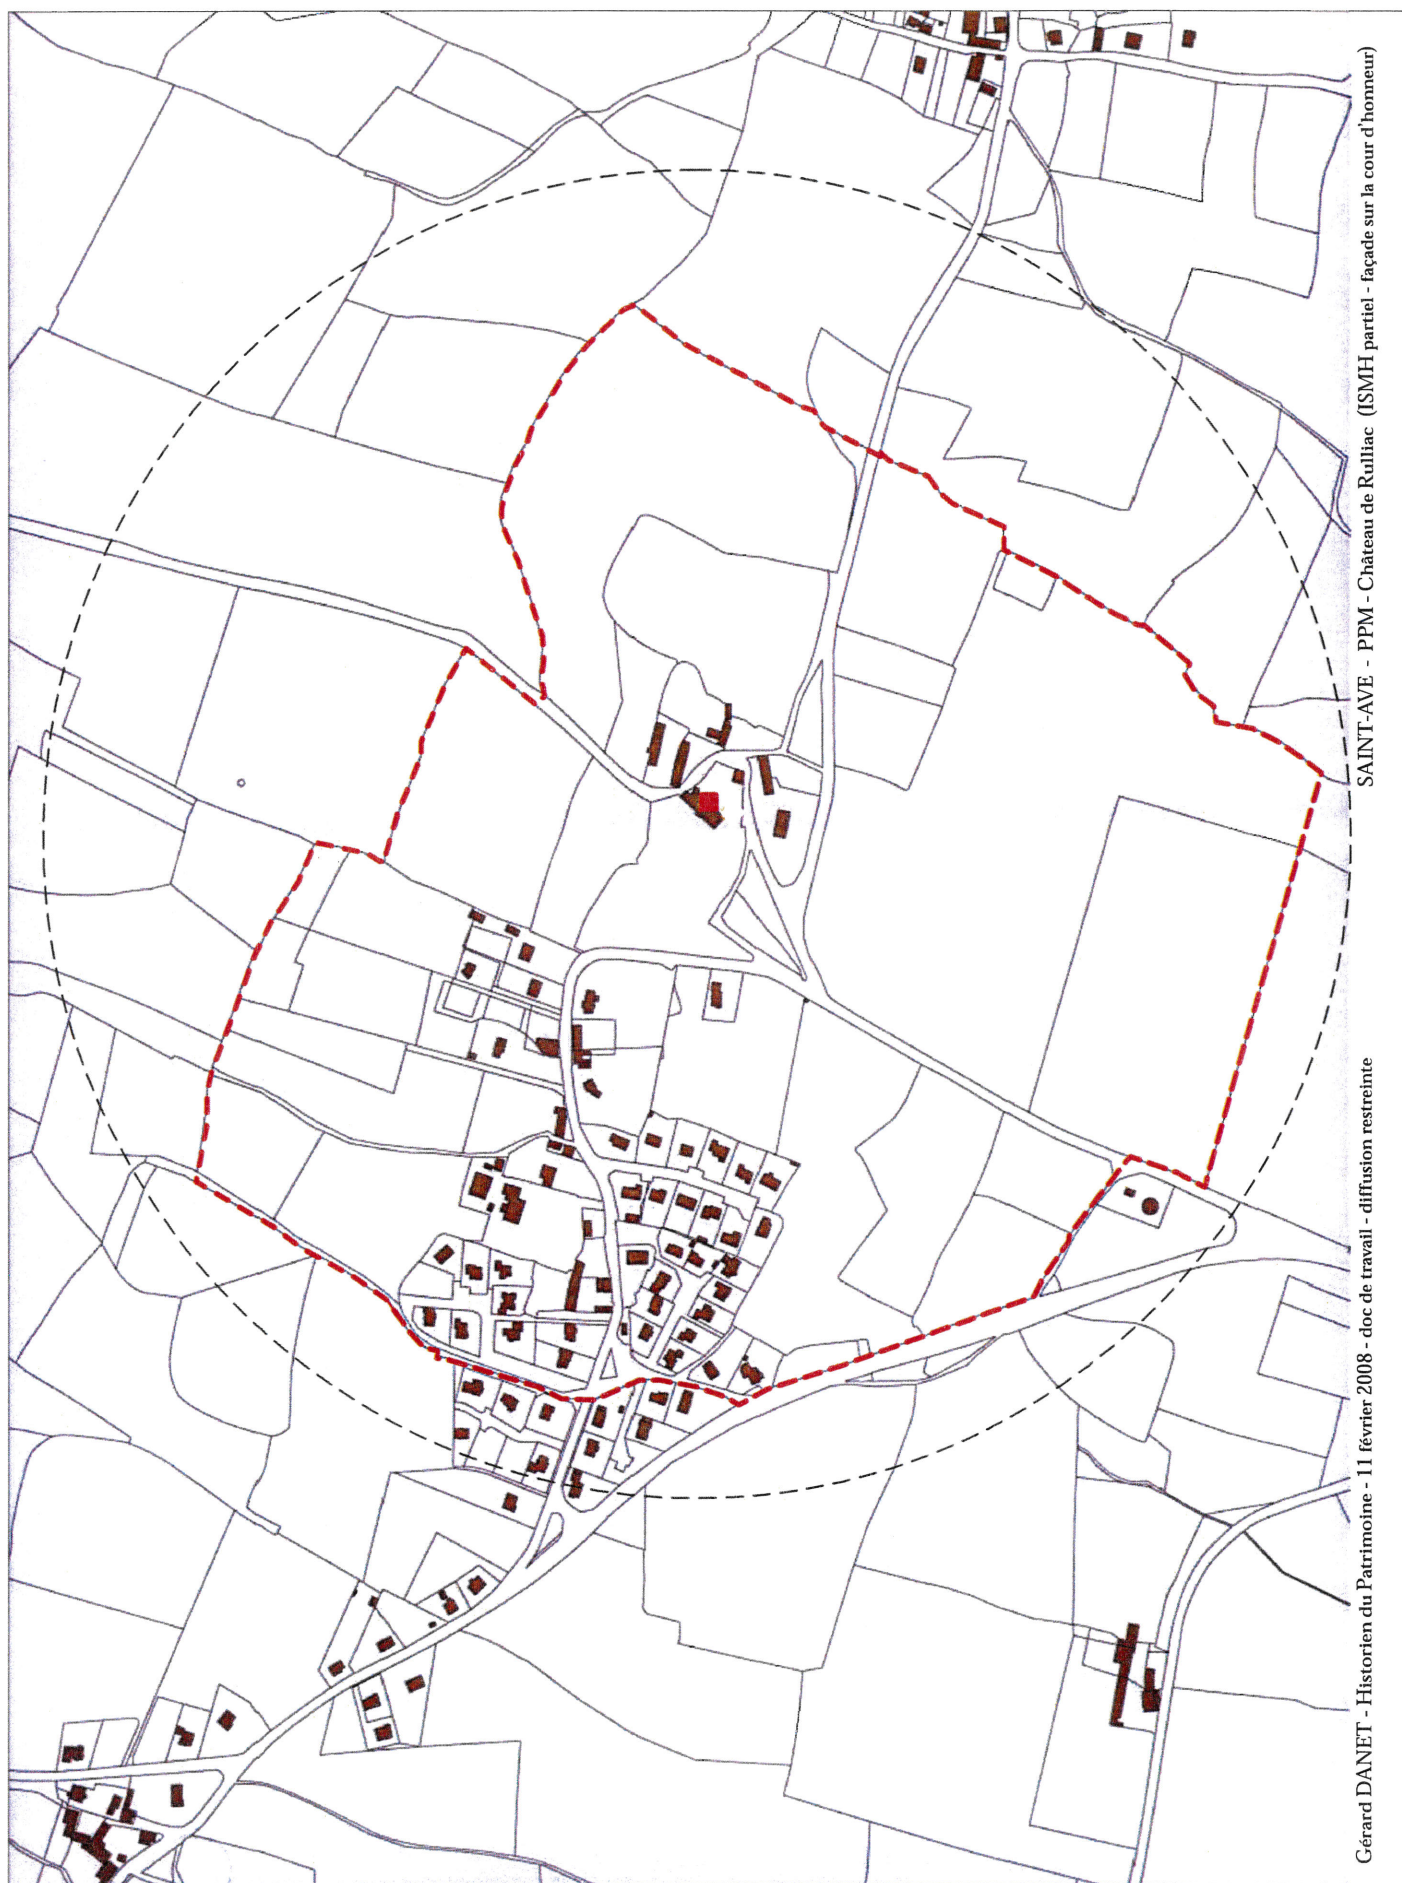 SAINT-AVE - PPM - Château de Rulliac (ISMH partiel - façade sur la cour d'honneur)
Gérard DANET - Historien du Patrimoine - 11 février 2008 - doc de travail - diffusion restreinte